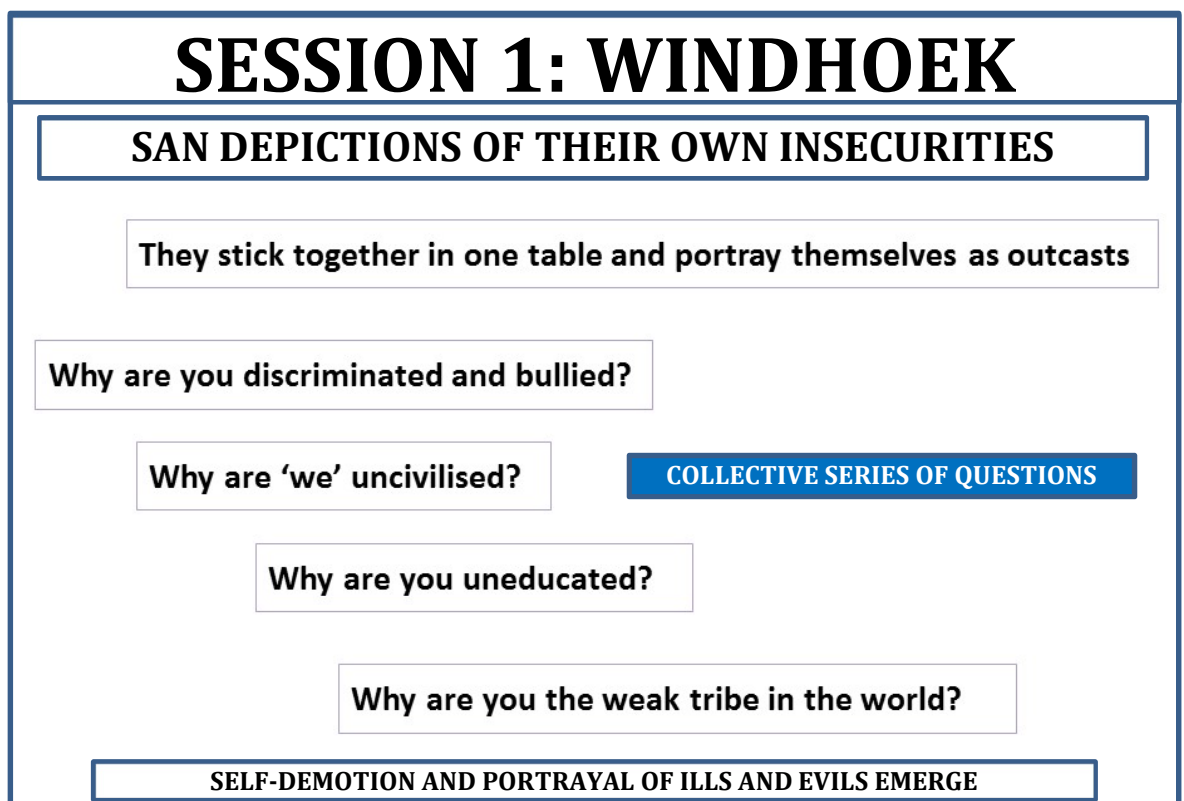 SESSION 1: WINDHOEK
SAN DEPICTIONS OF THEIR OWN INSECURITIES
They stick together in one table and portray themselves as outcasts
Why are you discriminated and bullied?
Why are ‘we’ uncivilised?
COLLECTIVE SERIES OF QUESTIONS
Why are you uneducated?
Why are you the weak tribe in the world?
SELF-DEMOTION AND PORTRAYAL OF ILLS AND EVILS EMERGE